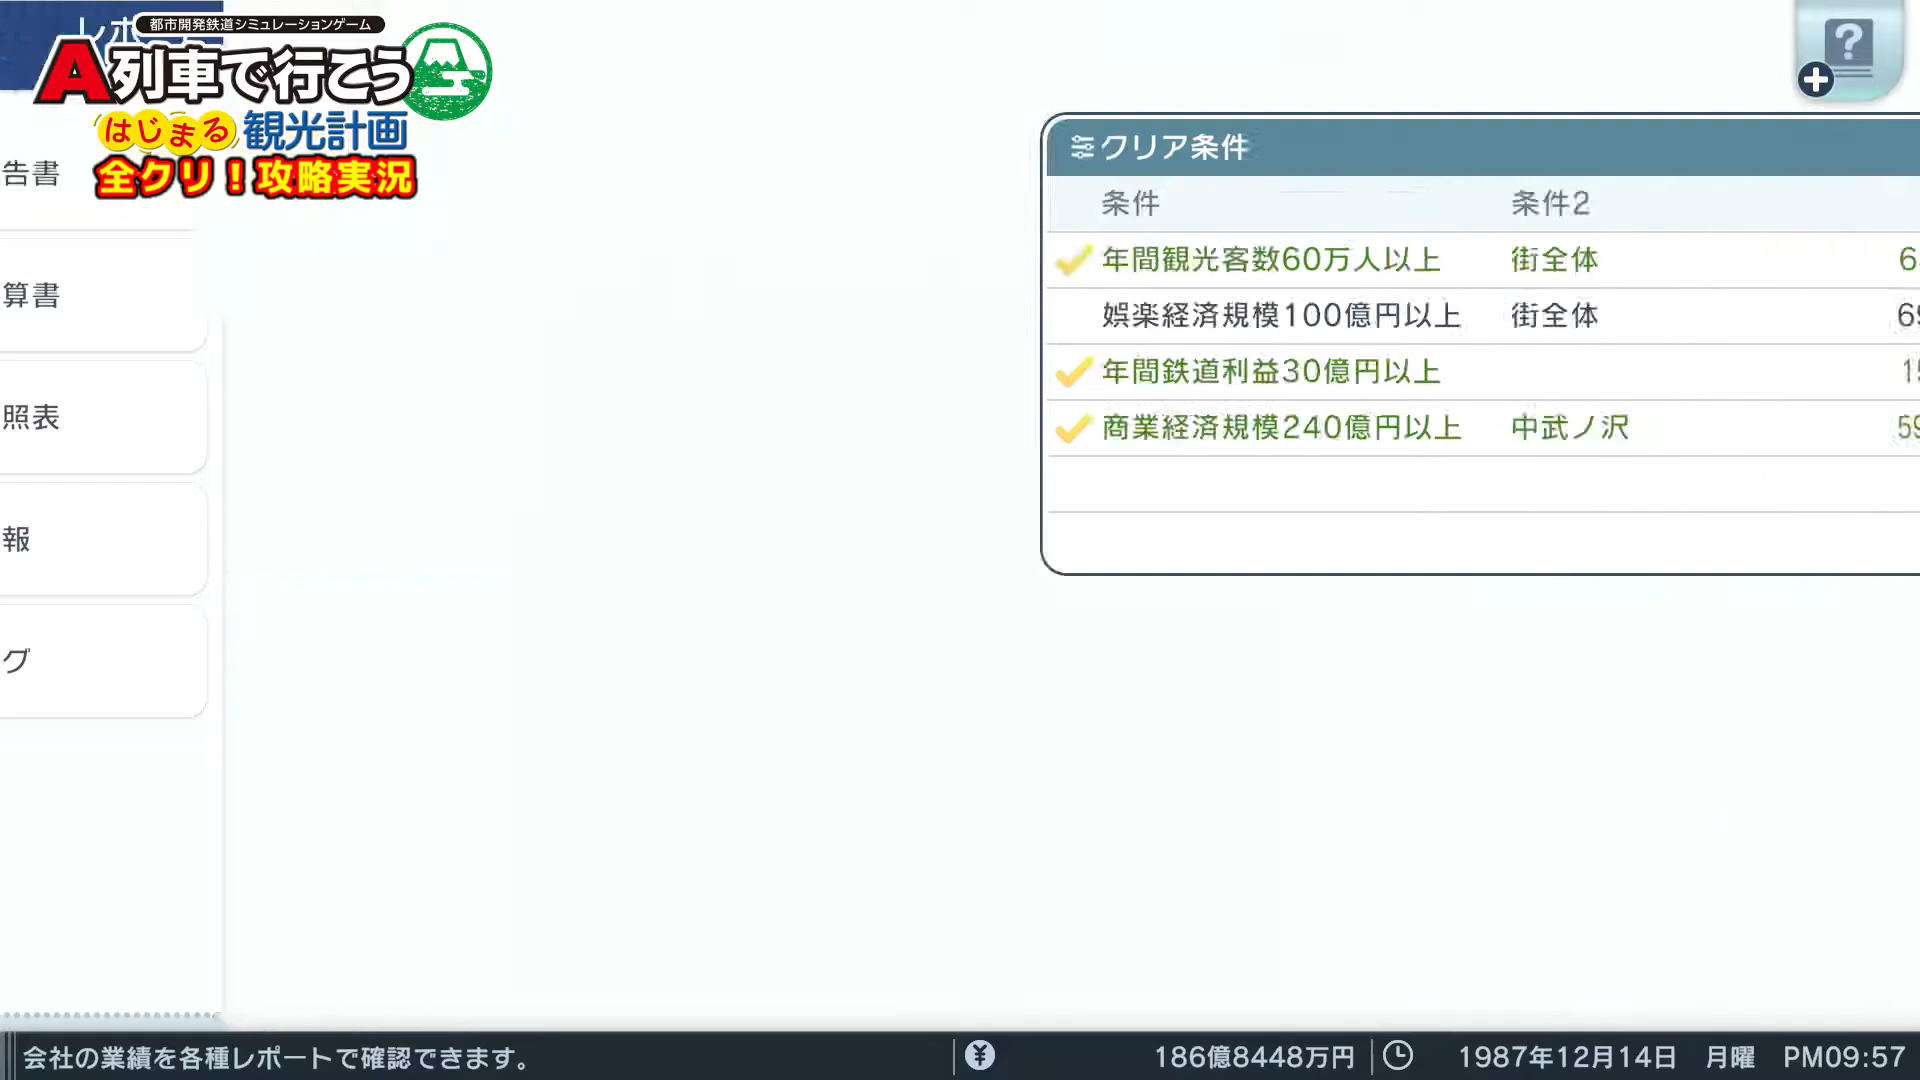 レポート
都市開発鉄道シミュレーションゲーム
A列車で行こう
はじまる観光計画
全クリ!攻略実況
告書
算書
照表
報
グ
クリア条件
条件 条件2
年間観光客数60万人以上 街全体 6
娯楽経済規模100億円以上 街全体 69
年間鉄道利益30億円以上 15
商業経済規模240億円以上 中武ノ沢 59
会社の業績を各種レポートで確認できます。
186億8448万円 1987年12月14日 月曜 PM09:57